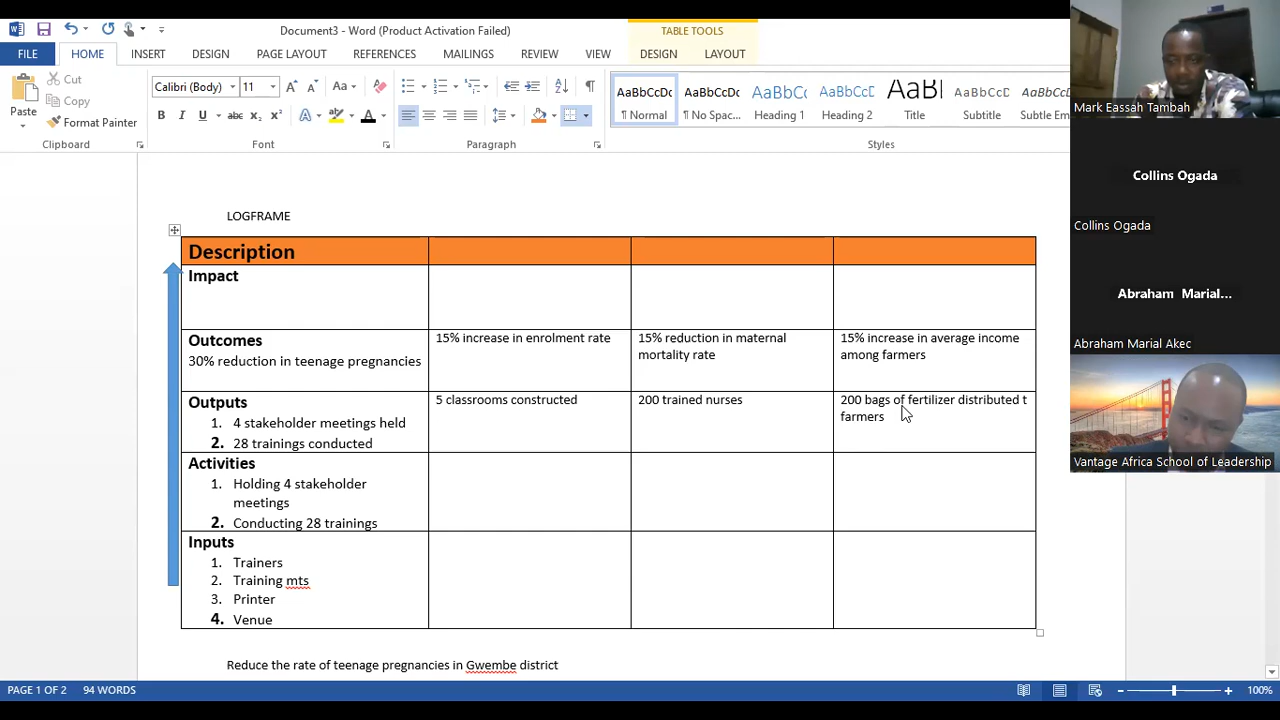 Document3 - Word (Product Activation Failed)
TABLE TOOLS
FILE
HOME
INSERT
DESIGN
PAGE LAYOUT
REFERENCES
MAILINGS
REVIEW
VIEW
DESIGN
LAYOUT
Cut
Copy
Format Painter
Paste
Clipboard
Calibri (Body)
11
Font
Paragraph
AaBbCcDc
¶ Normal
AaBbCcDc
¶ No Spac...
AaBbCc
Heading 1
AaBbCcD
Heading 2
AaBI
Title
AaBbCcD
Subtitle
AaBbCcD
Subtle Em
Styles
Mark Eassah Tambah
Collins Ogada
Collins Ogada
Abraham Marial...
Abraham Marial Akec
Vantage Africa School of Leadership
LOGFRAME
Description
Impact
Outcomes
30% reduction in teenage pregnancies
15% increase in enrolment rate
15% reduction in maternal
mortality rate
15% increase in average income
among farmers
Outputs
1. 4 stakeholder meetings held
2. 28 trainings conducted
5 classrooms constructed
200 trained nurses
200 bags of fertilizer distributed t
farmers
Activities
1. Holding 4 stakeholder
meetings
2. Conducting 28 trainings
Inputs
1. Trainers
2. Training mts
3. Printer
4. Venue
Reduce the rate of teenage pregnancies in Gwembe district
PAGE 1 OF 2
94 WORDS
100%